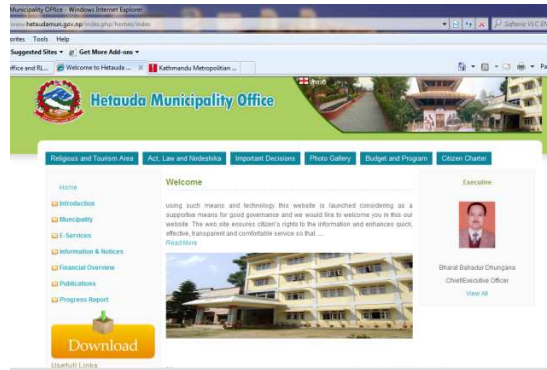 Municipality Office - Windows Internet Explorer
www.hetaudamun.gov.np/index.php/homes/index
orites Tools Help
Suggested Sites Get More Add-ons
ffice and RL... Welcome to Hetauda ... Kathmandu Metropolitian ...
Hetauda Municipality Office
Religious and Tourism Area Act, Law and Nirdeshika Important Decisions Photo Gallery Budget and Program Citizen Charter
Home
Introduction
Muncipality
E-Services
Information & Notices
Financial Overview
Publications
Progress Report
Download
Usefull Links
Welcome
using such means and technology this website is launched considering as a
supportive means for good governance and we would like to welcome you in this our
website. The web site ensures citizen's rights to the information and enhances quick,
effective, transparent and comfortable service so that ....
Read More
Executive
Bharat Bahadur Dhungana
Chief/Executive Officer
View All